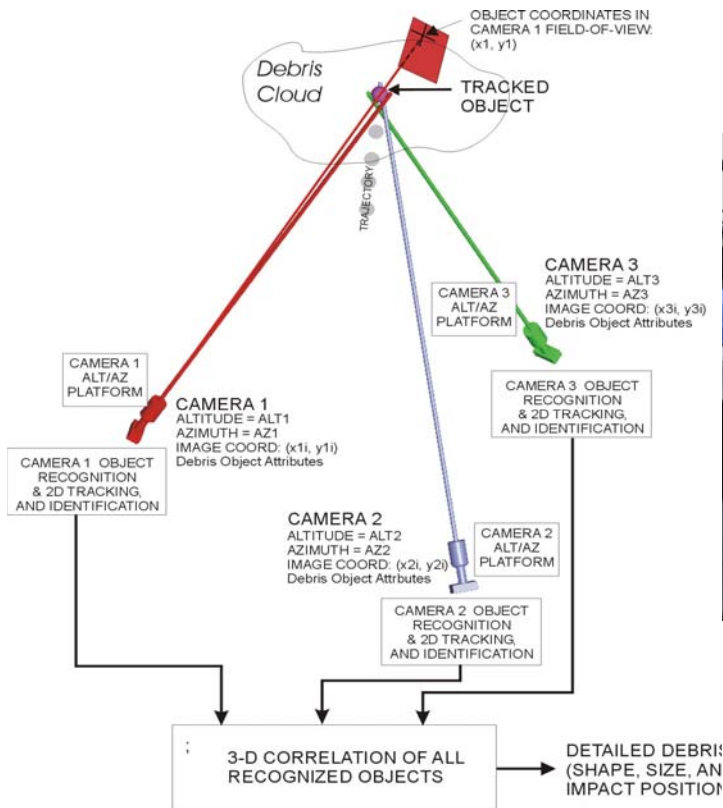 OBJECT COORDINATES IN
CAMERA 1 FIELD-OF-VIEW:
(x1, y1)
Debris
Cloud
TRACKED
OBJECT
TRAJECTORY
CAMERA 3
ALT/AZ
PLATFORM
CAMERA 3
ALTITUDE = ALT3
AZIMUTH = AZ3
IMAGE COORD: (x3i, y3i)
Debris Object Attributes
CAMERA 1
ALT/AZ
PLATFORM
CAMERA 3 OBJECT
RECOGNITION
& 2D TRACKING,
AND IDENTIFICATION
CAMERA 1
ALTITUDE = ALT1
AZIMUTH = AZ1
IMAGE COORD: (x1i, y1i)
Debris Object Attributes
CAMERA 1 OBJECT
RECOGNITION
& 2D TRACKING,
AND IDENTIFICATION
CAMERA 2
ALTITUDE = ALT2
AZIMUTH = AZ2
IMAGE COORD: (x2i, y2i)
Debris Object Attrbutes
CAMERA 2
ALT/AZ
PLATFORM
CAMERA 2 OBJECT
RECOGNITION
& 2D TRACKING,
AND IDENTIFICATION
;
3-D CORRELATION OF ALL
RECOGNIZED OBJECTS
DETAILED DEBRIS
(SHAPE, SIZE, AN
IMPACT POSITION